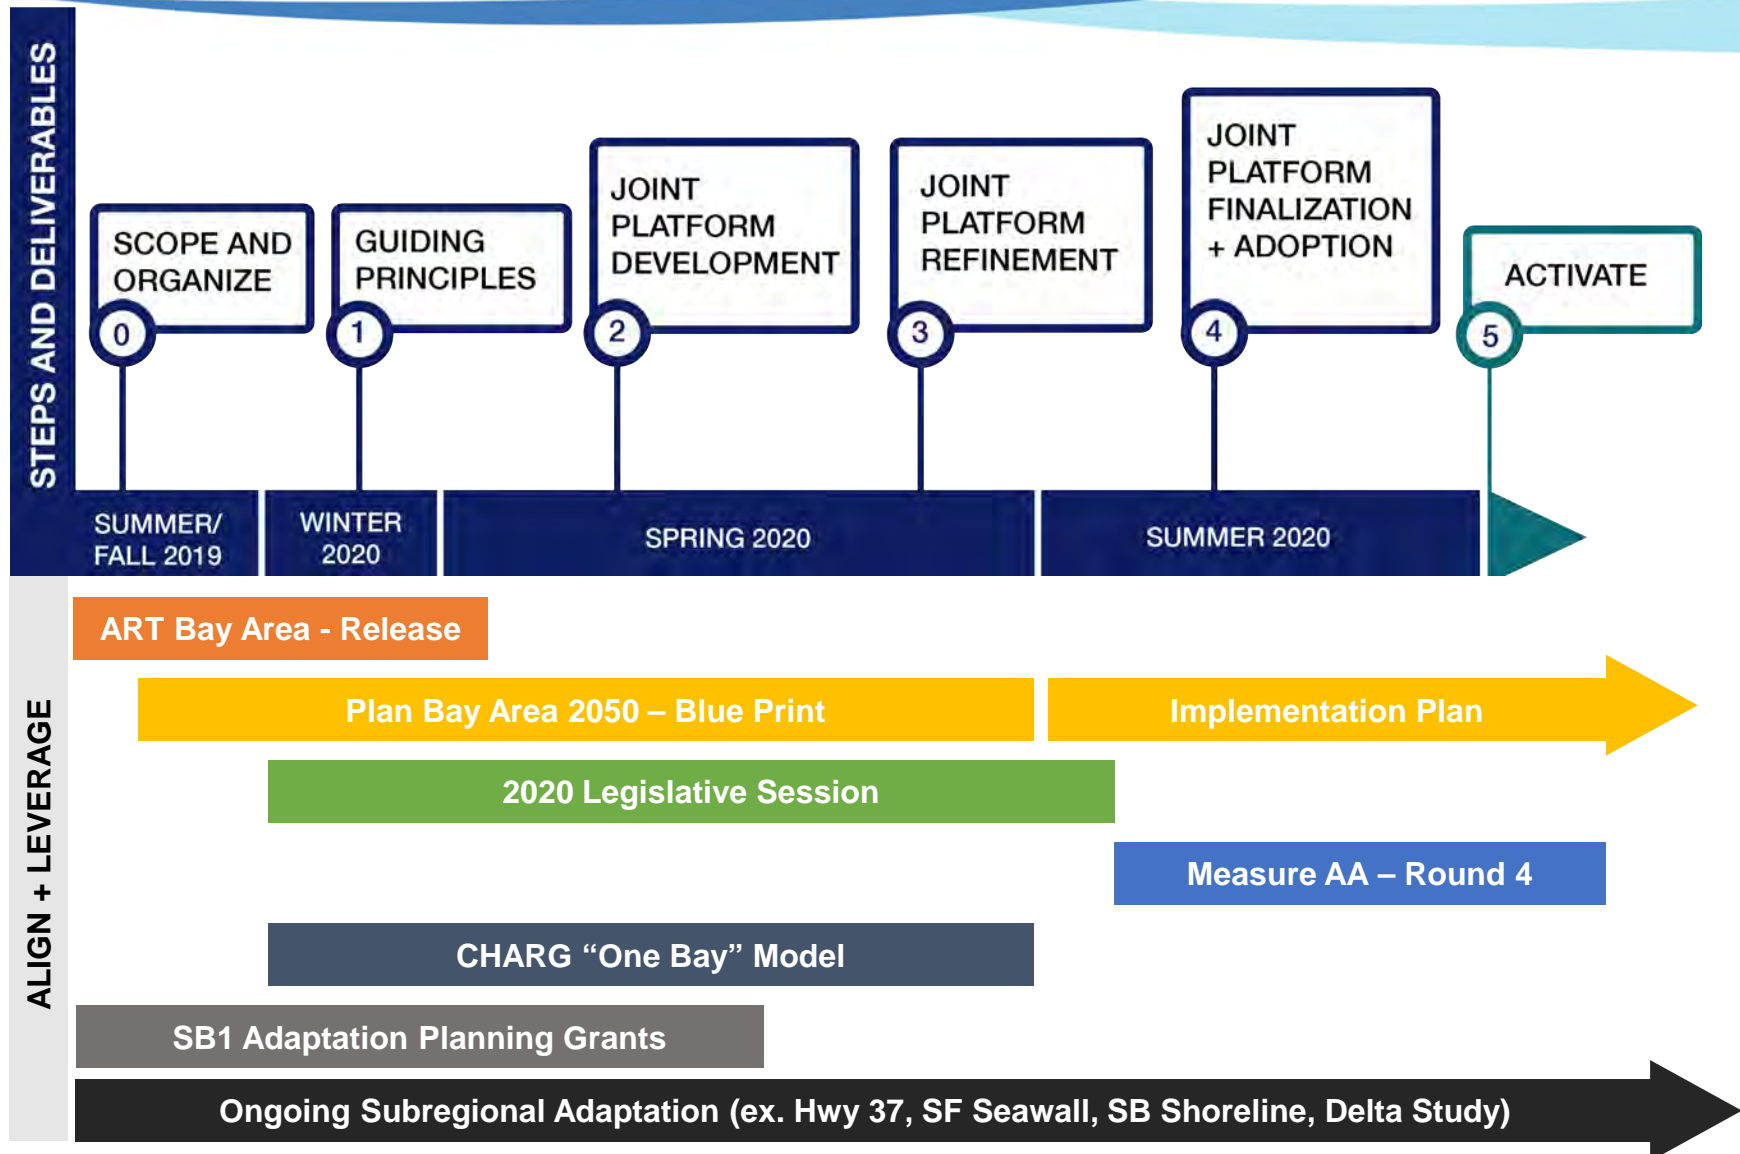 STEPS AND DELIVERABLES
SCOPE AND
ORGANIZE
0
GUIDING
PRINCIPLES
1
JOINT
PLATFORM
DEVELOPMENT
2
JOINT
PLATFORM
REFINEMENT
3
JOINT
PLATFORM
FINALIZATION
+ ADOPTION
4
ACTIVATE
5
SUMMER/
FALL 2019
WINTER
2020
SPRING 2020
SUMMER 2020
ALIGN + LEVERAGE
ART Bay Area - Release
Plan Bay Area 2050 – Blue Print
Implementation Plan
2020 Legislative Session
Measure AA – Round 4
CHARG “One Bay” Model
SB1 Adaptation Planning Grants
Ongoing Subregional Adaptation (ex. Hwy 37, SF Seawall, SB Shoreline, Delta Study)